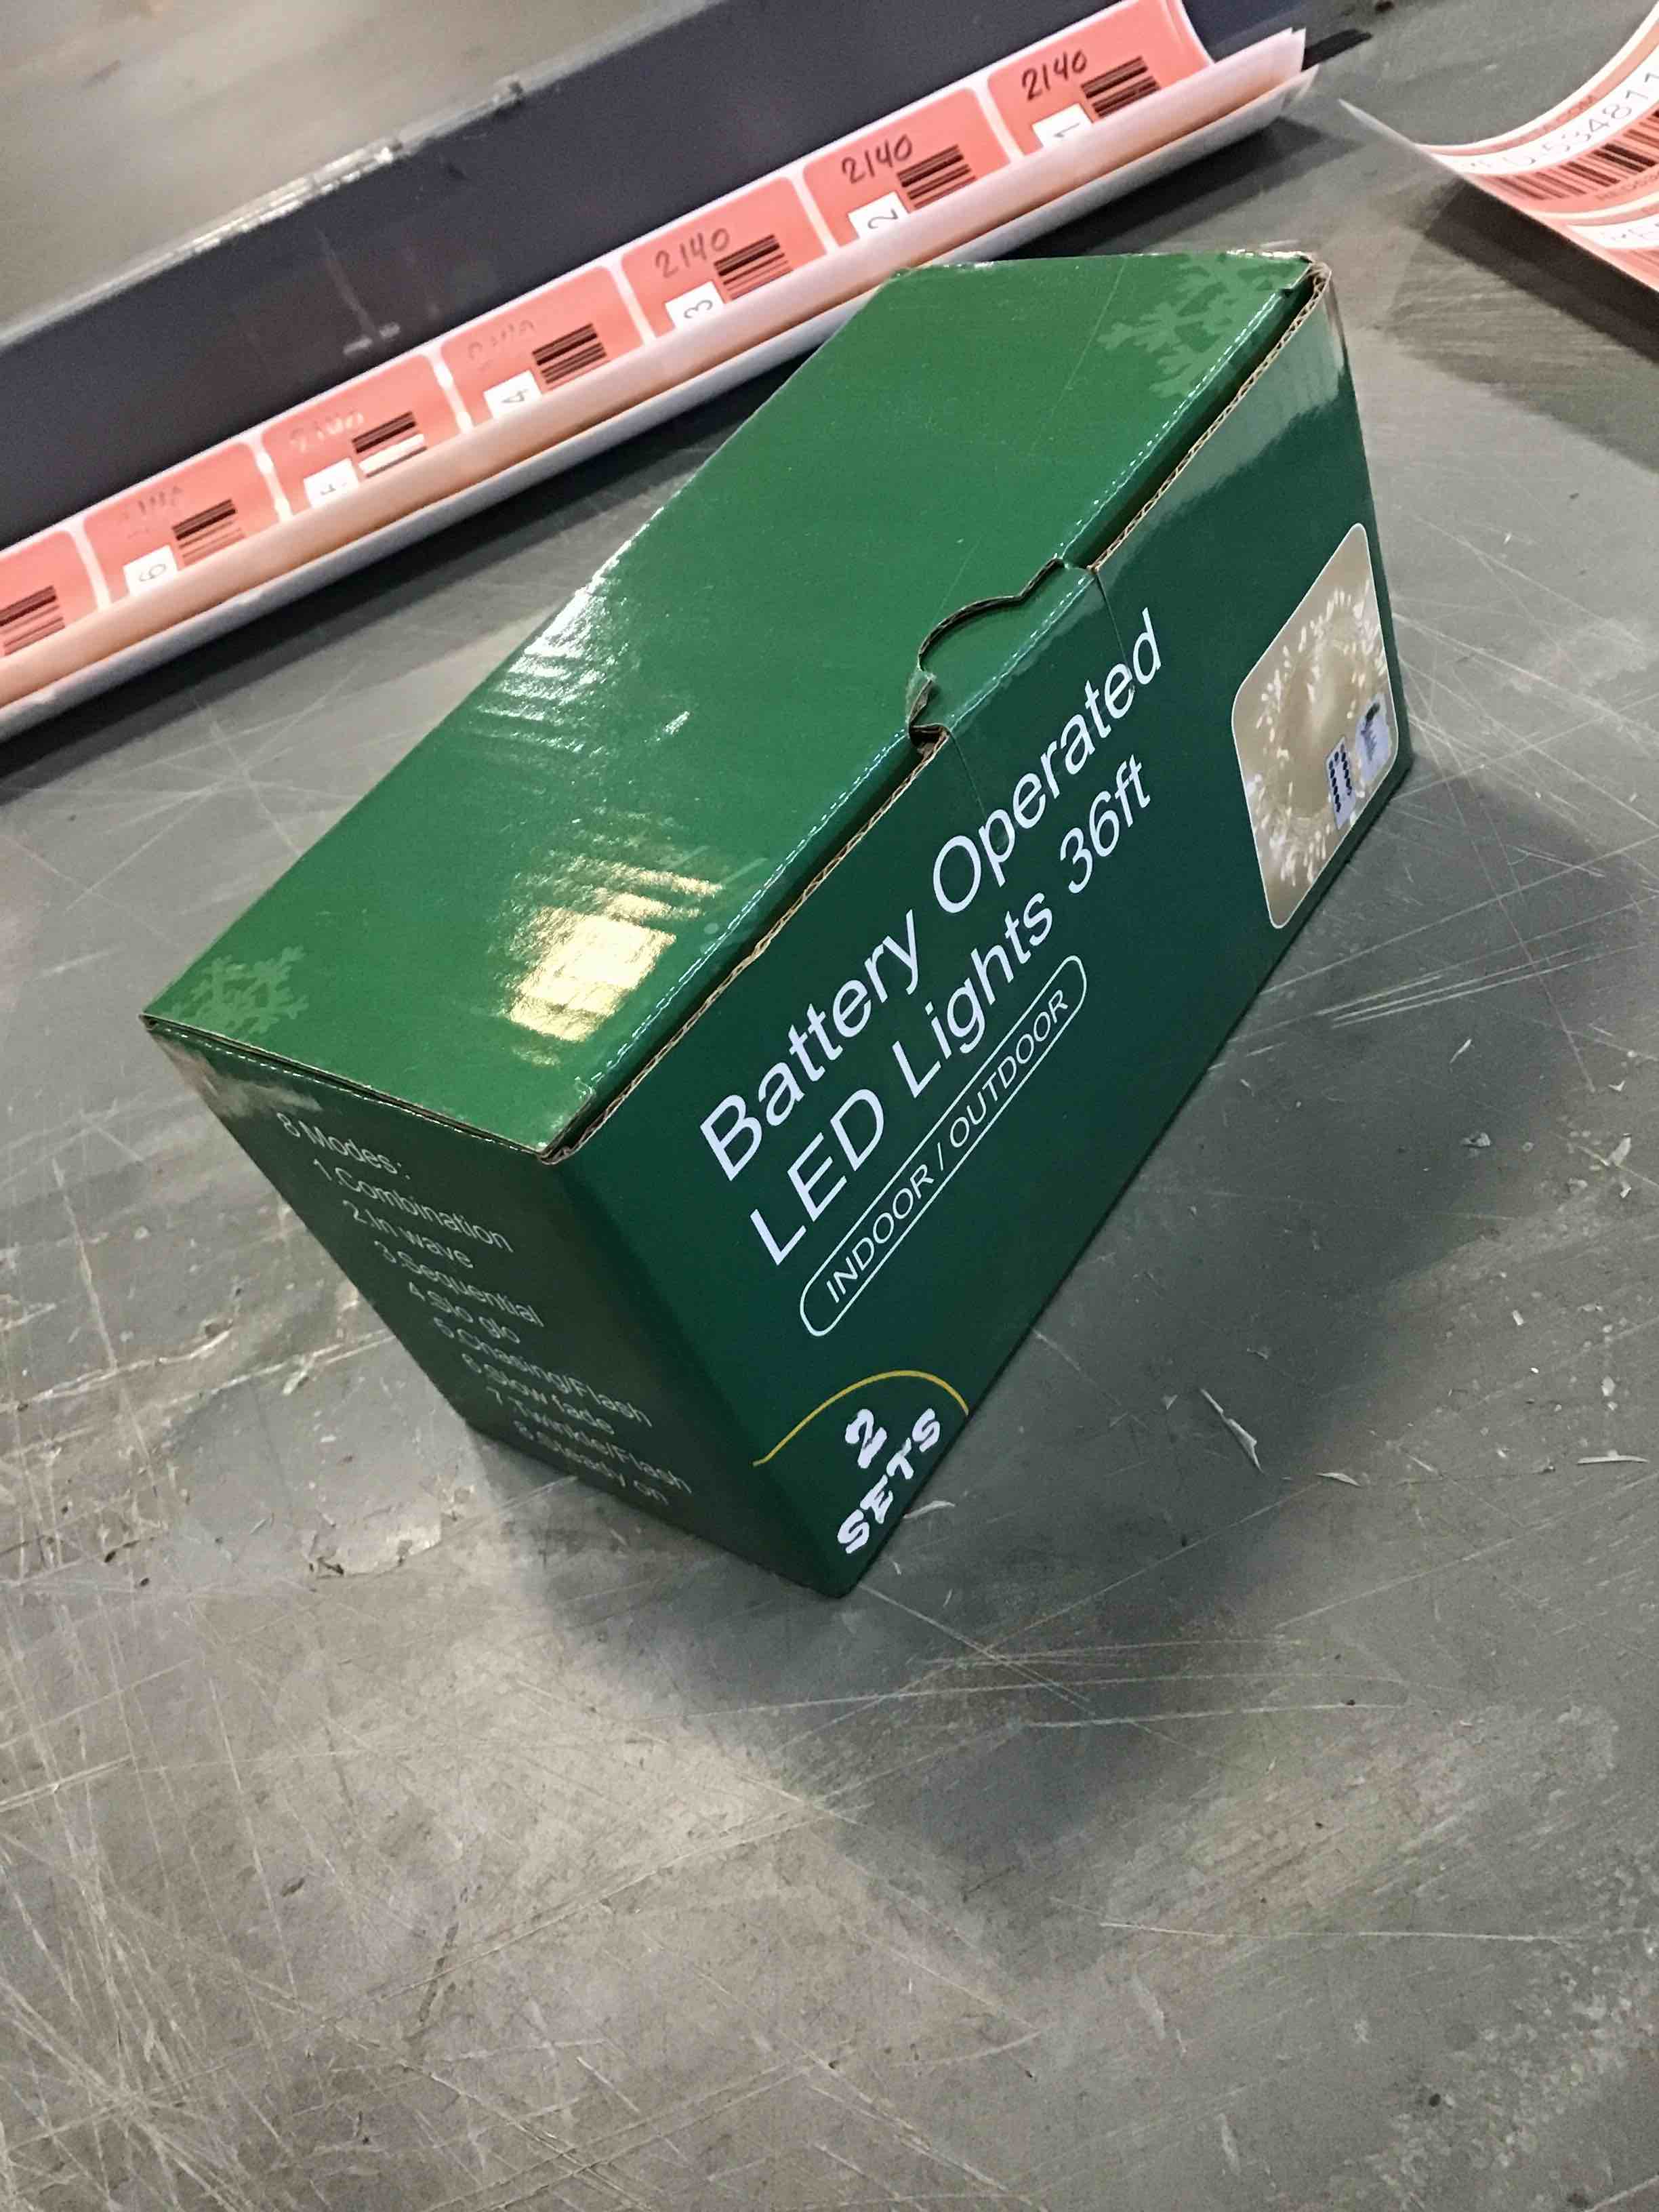 2140
1
2140
2
2140
3
4
6
Battery Operated
LED Lights 36ft
INDOOR / OUTDOOR
2
SETS
8 Modes:
1.Combination
2.In wave
3.Sequential
4.Slo glo
5.Chasing/Flash
6.Slow fade
7.Twinkle/Flash
8.Steady on